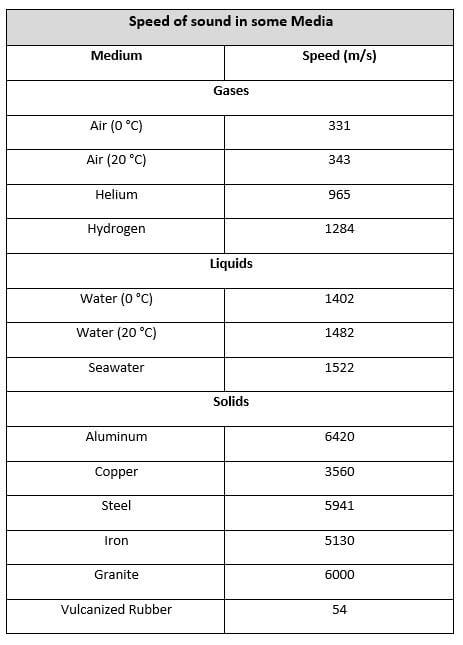 Speed of sound in some Media
Medium Speed (m/s)
Gases
Air (0 °C) 331
Air (20 °C) 343
Helium 965
Hydrogen 1284
Liquids
Water (0 °C) 1402
Water (20 °C) 1482
Seawater 1522
Solids
Aluminum 6420
Copper 3560
Steel 5941
Iron 5130
Granite 6000
Vulcanized Rubber 54